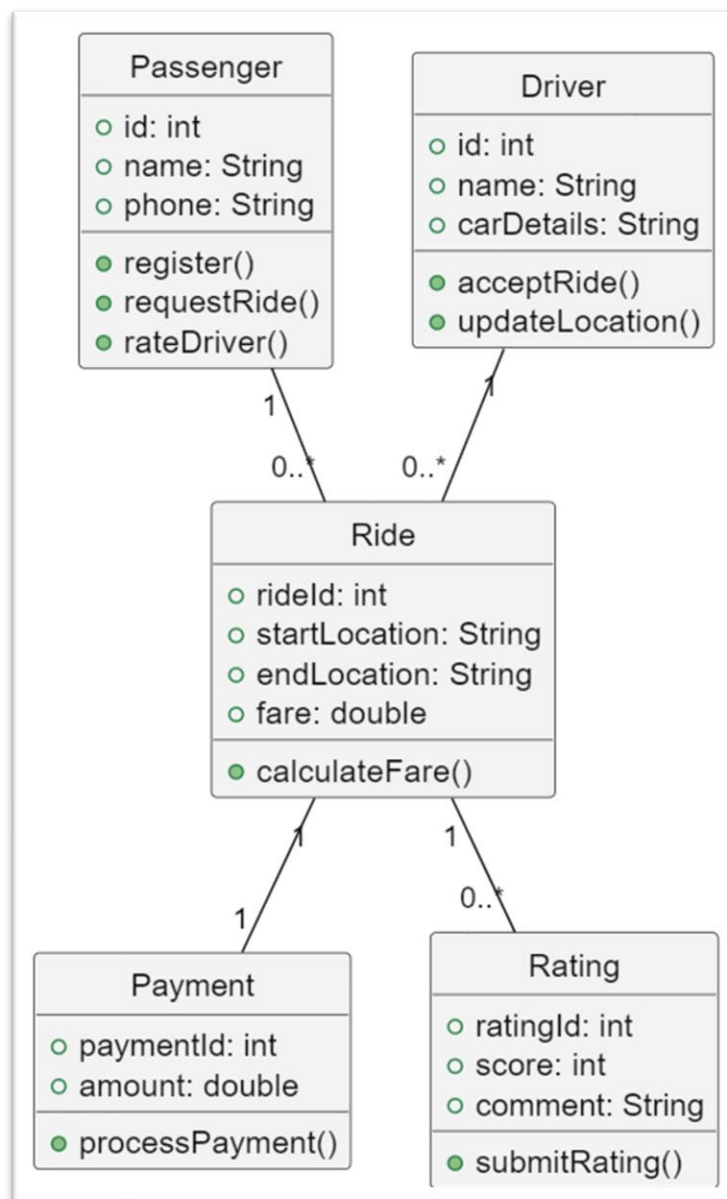 Passenger
id: int
name: String
phone: String
register()
requestRide()
rateDriver()
Driver
id: int
name: String
carDetails: String
acceptRide()
updateLocation()
1
0..*
1
0..*
Ride
rideId: int
startLocation: String
endLocation: String
fare: double
calculateFare()
1
1
1
0..*
Payment
paymentId: int
amount: double
processPayment()
Rating
ratingId: int
score: int
comment: String
submitRating()